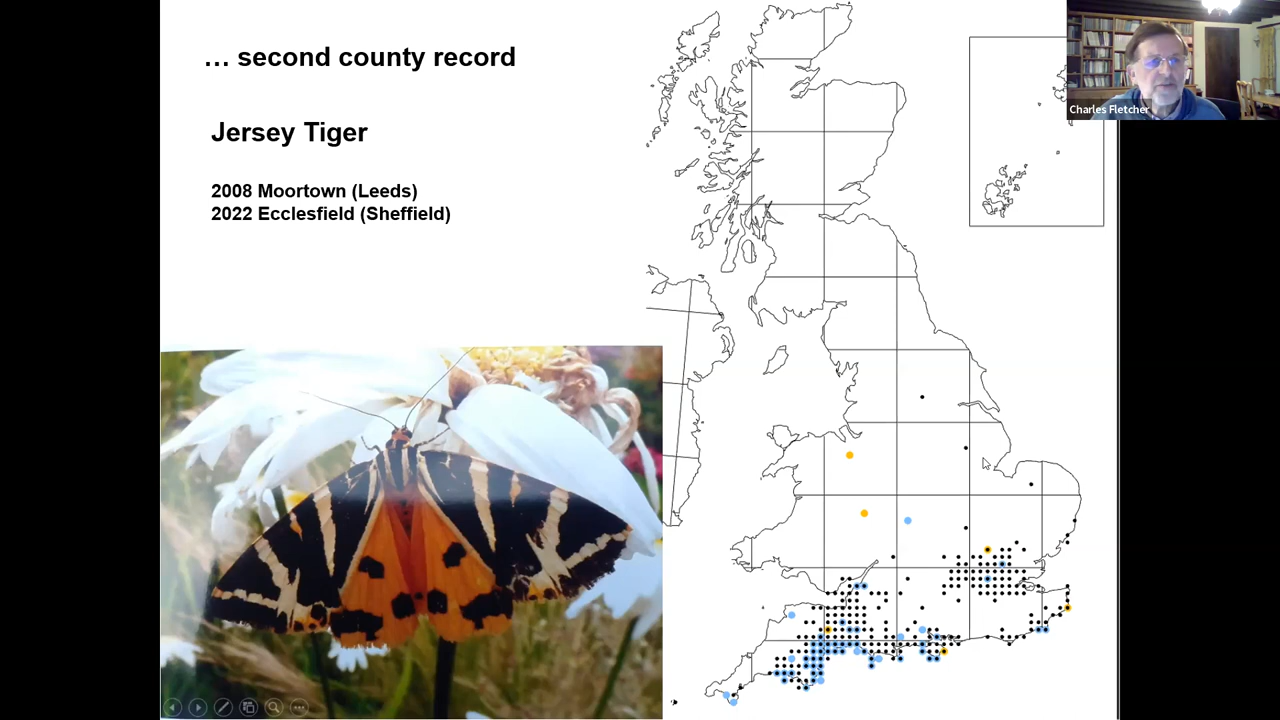 … second county record
Jersey Tiger
2008 Moortown (Leeds)
2022 Ecclesfield (Sheffield)
Charles Fletcher